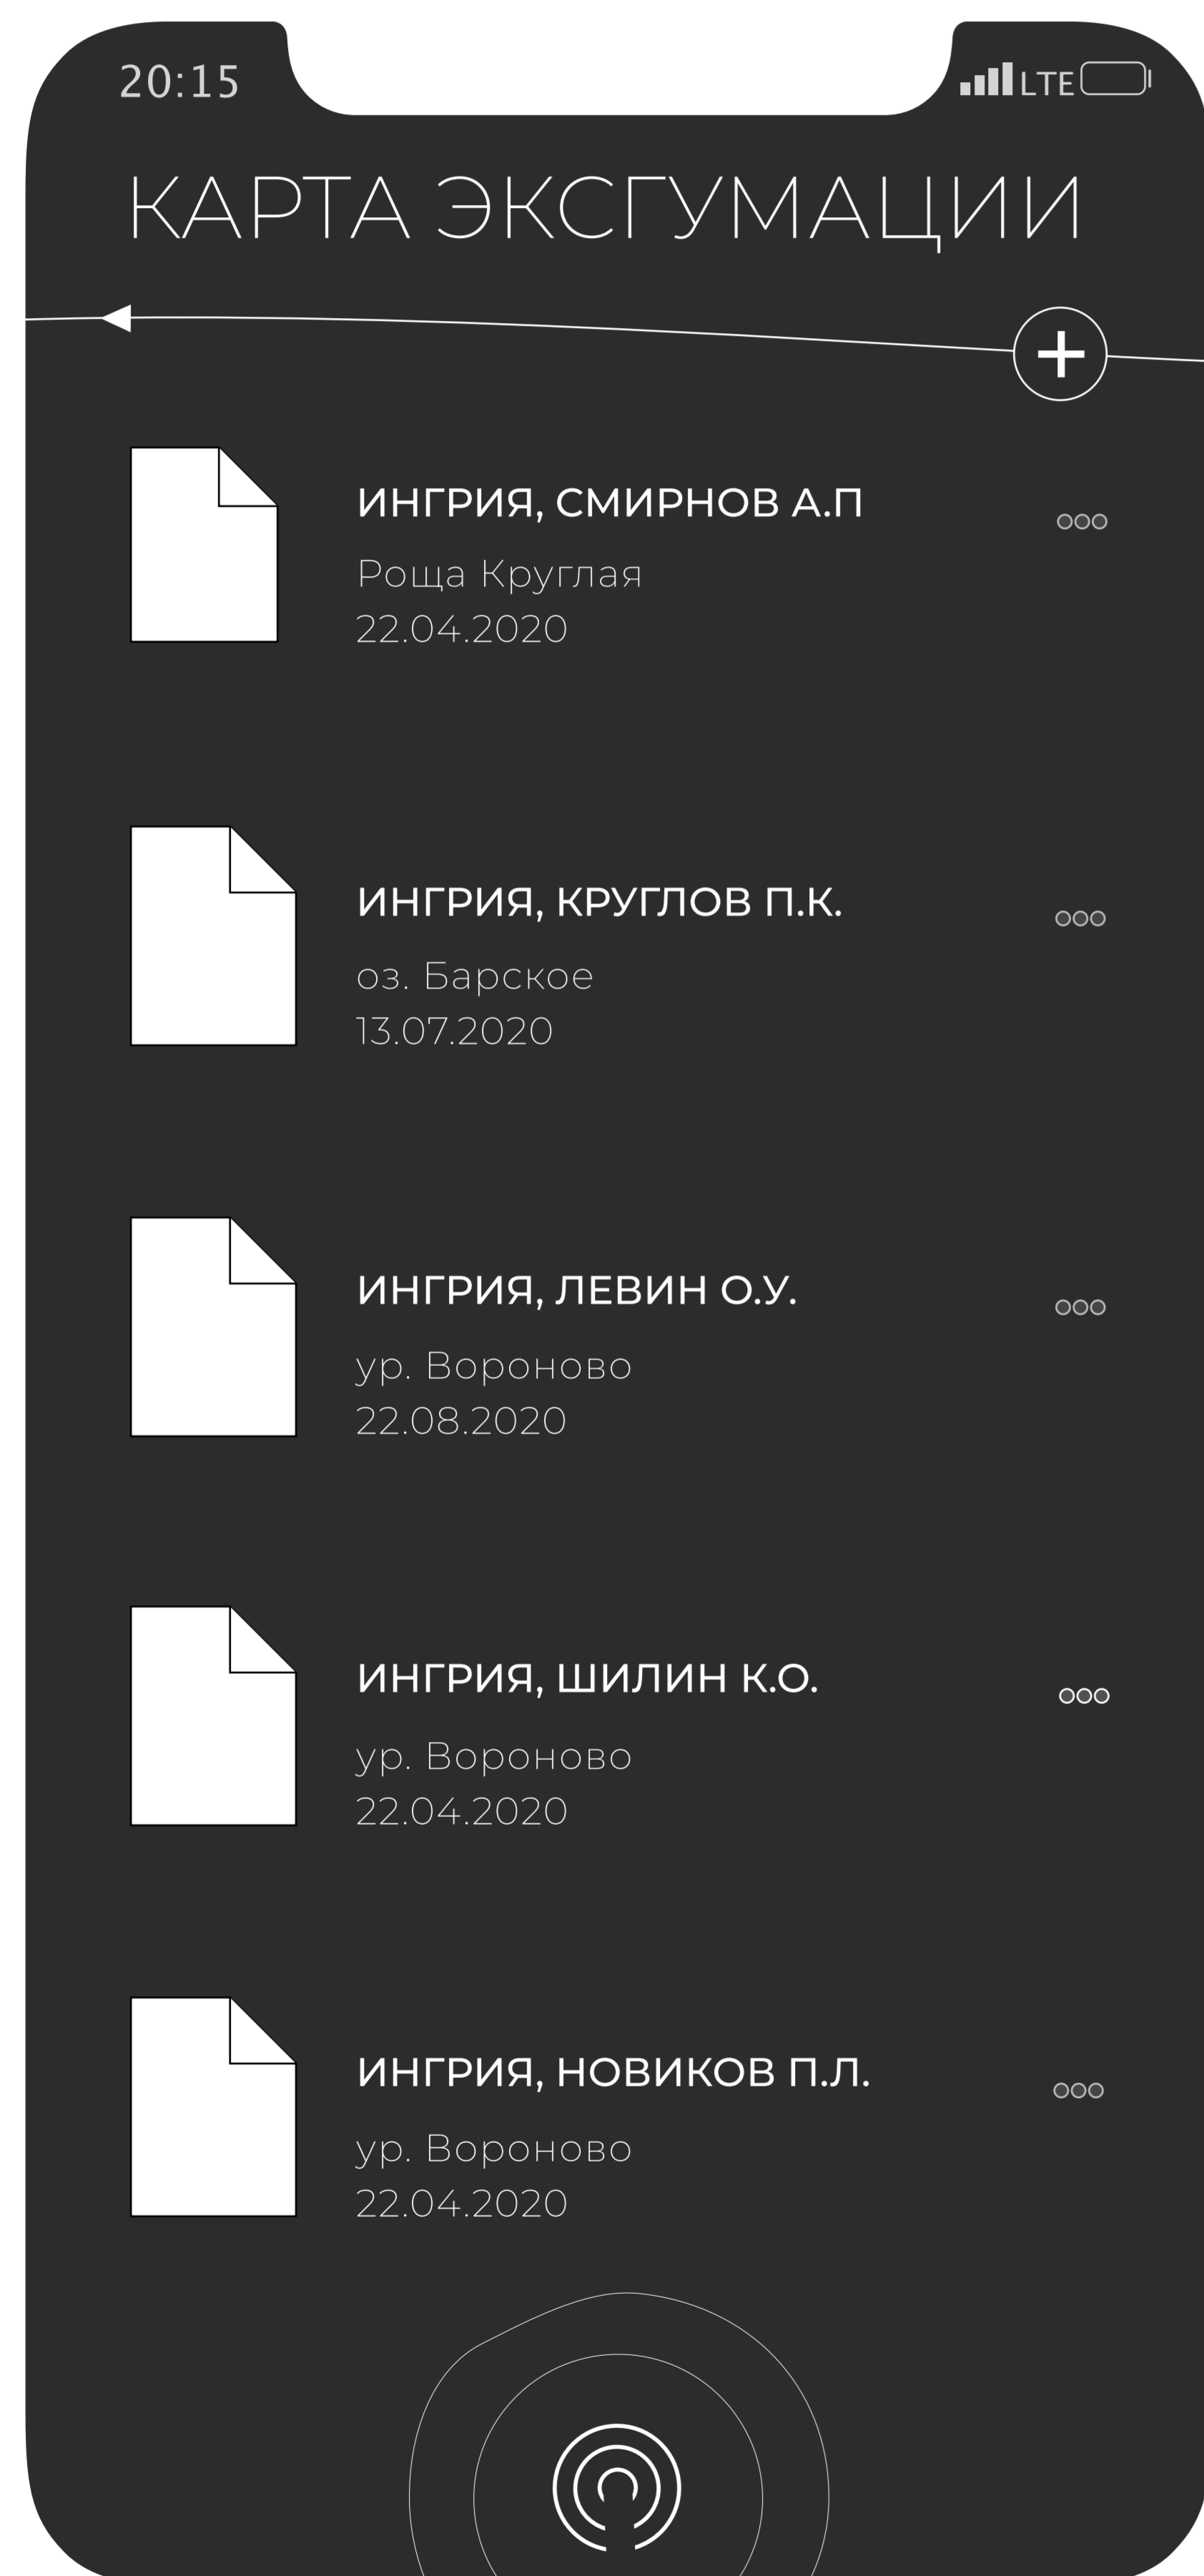 20:15 LTE
КАРТА ЭКСГУМАЦИИ
ИНГРИЯ, СМИРНОВ А.П
Роща Круглая
22.04.2020
ИНГРИЯ, КРУГЛОВ П.К.
оз. Барское
13.07.2020
ИНГРИЯ, ЛЕВИН О.У.
ур. Вороново
22.08.2020
ИНГРИЯ, ШИЛИН К.О.
ур. Вороново
22.04.2020
ИНГРИЯ, НОВИКОВ П.Л.
ур. Вороново
22.04.2020